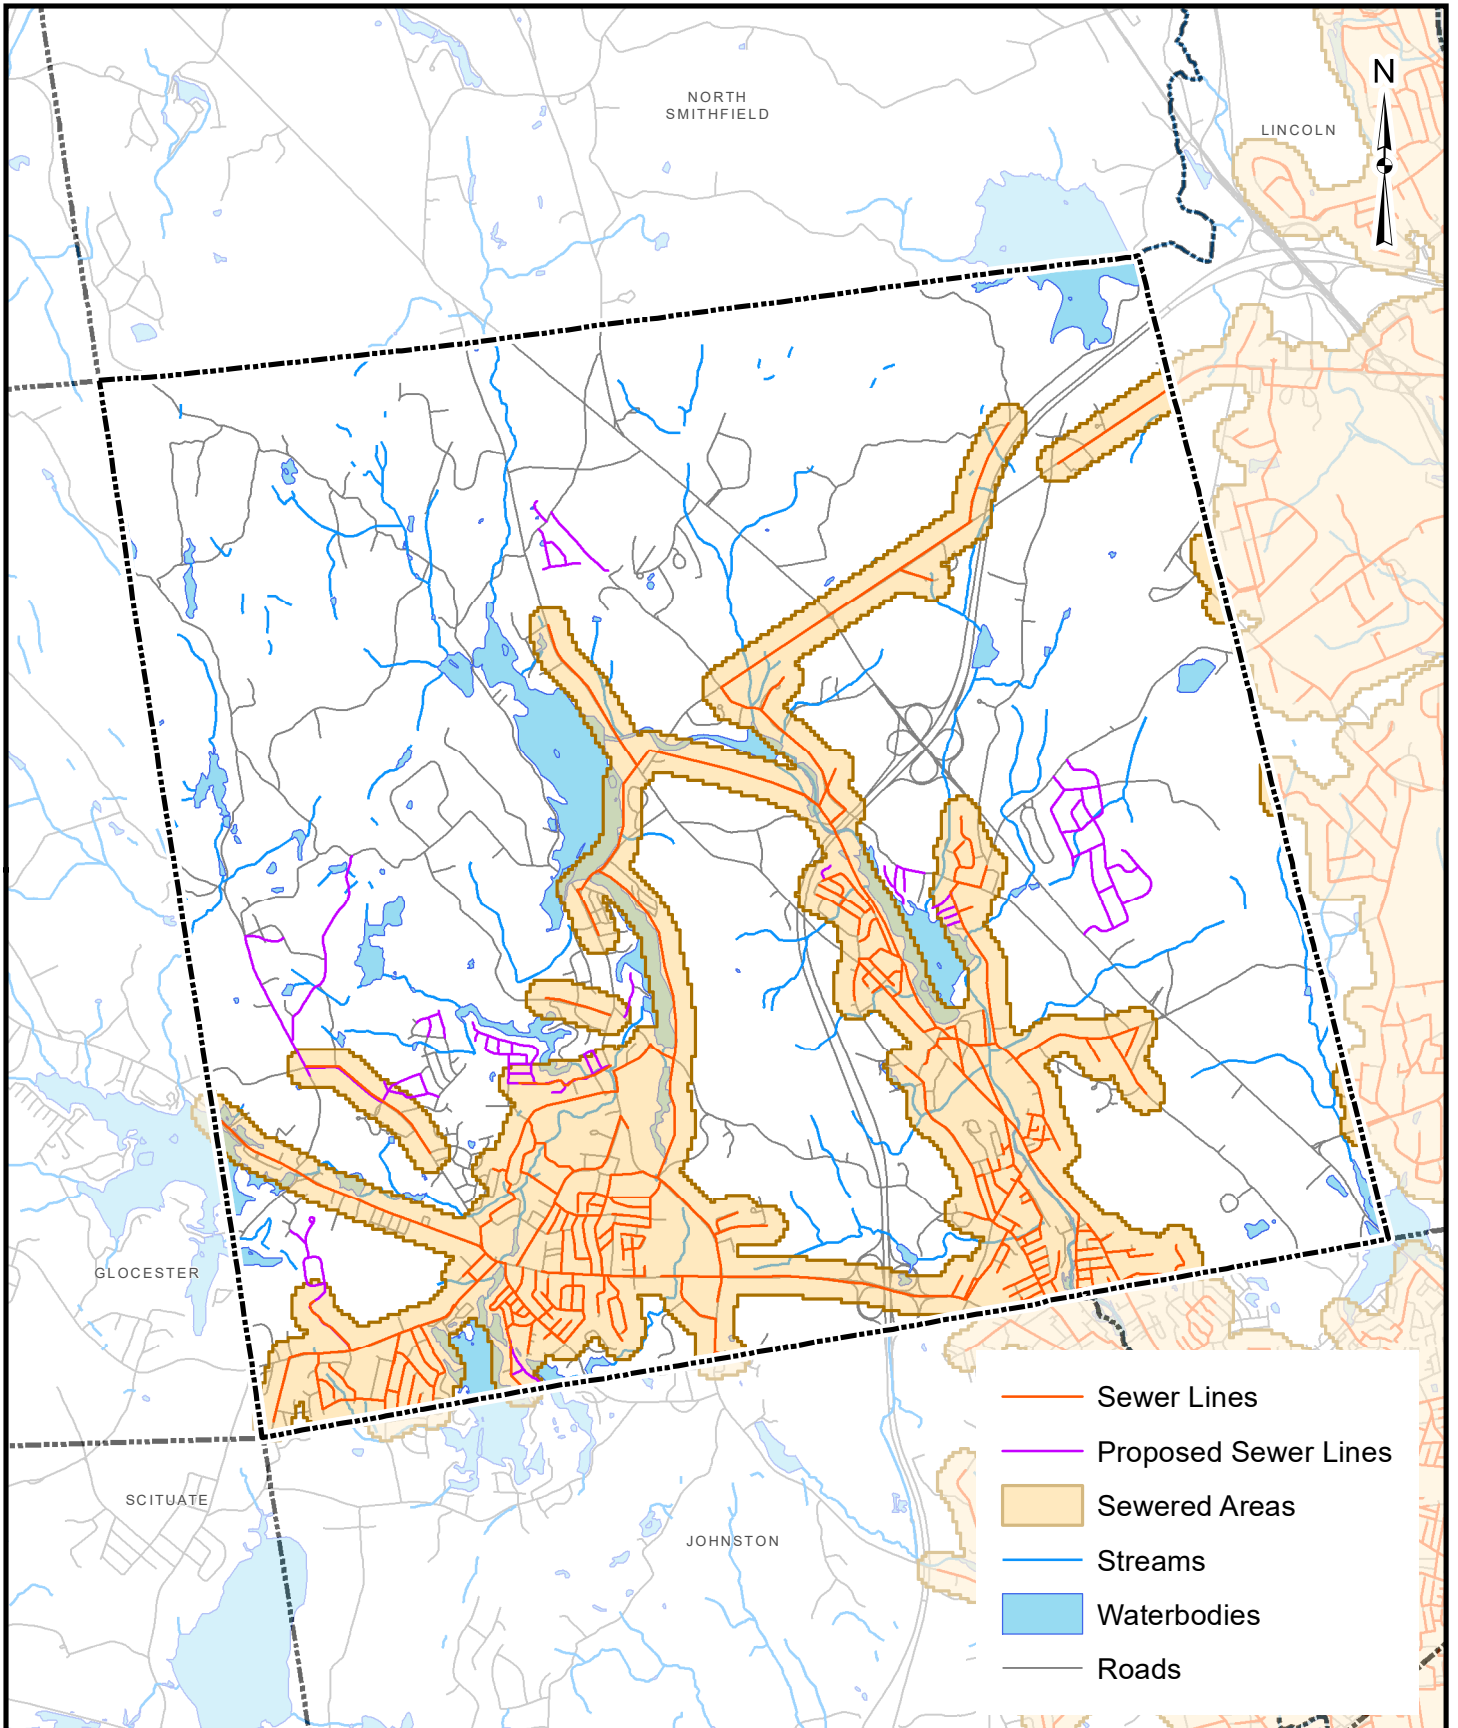 NORTH
SMITHFIELD
N
LINCOLN
GLOCESTER
SCITUATE
JOHNSTON
Sewer Lines
Proposed Sewer Lines
Sewered Areas
Streams
Waterbodies
Roads